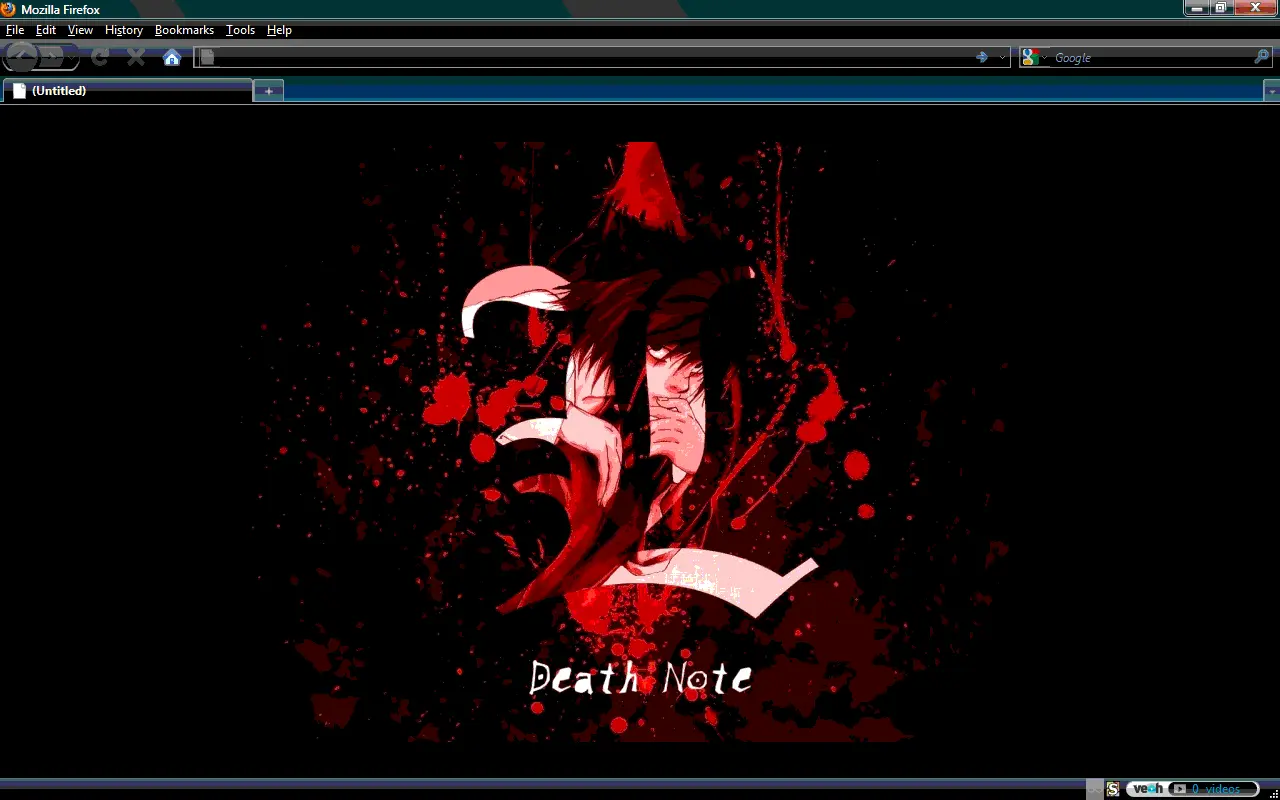 Mozilla Firefox
File Edit View History Bookmarks Tools Help
Google
(Untitled)
Death Note
S veoh 0 videos